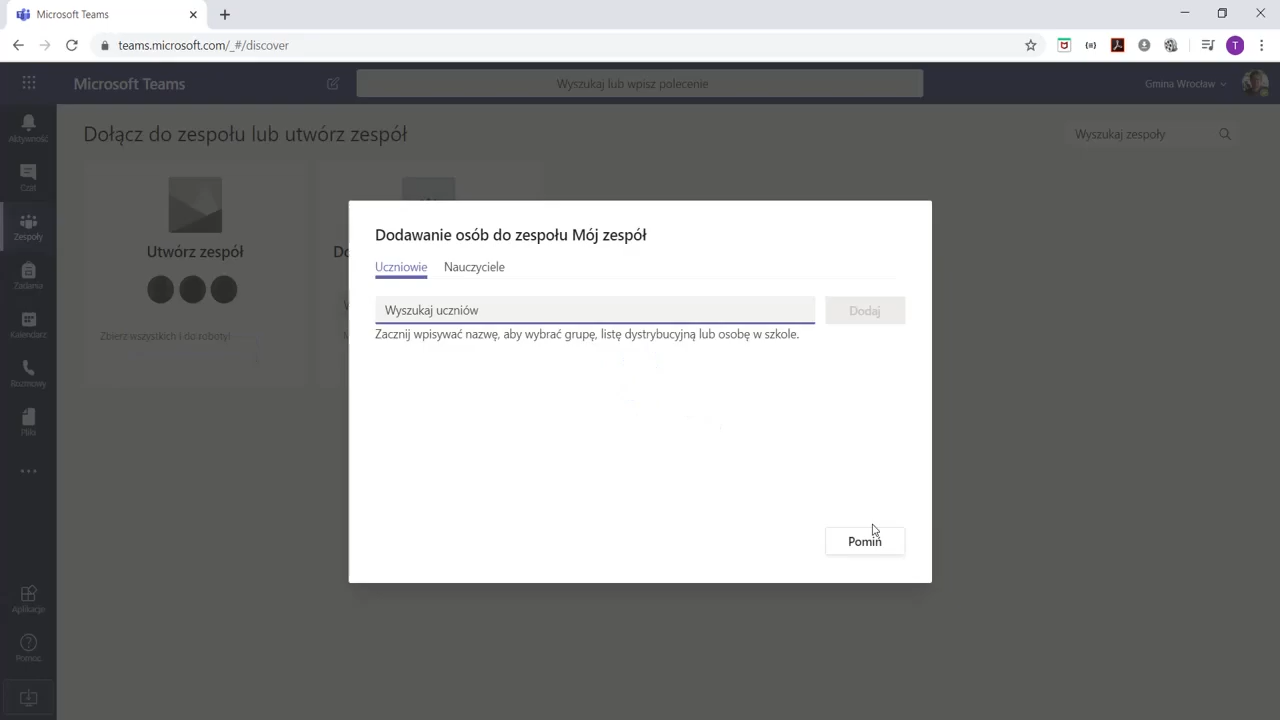 Microsoft Teams
teams.microsoft.com/_#/discover
T
Microsoft Teams
Wyszukaj lub wpisz polecenie
Gmina Wrocław
Aktywność
Czat
Zespoły
Zadania
Kalendarz
Rozmowy
Pliki
Aplikacje
Pomoc
Dołącz do zespołu lub utwórz zespół
Wyszukaj zespoły
Utwórz zespół
Zbierz wszystkich i do roboty!
Dodawanie osób do zespołu Mój zespół
Uczniowie
Nauczyciele
Wyszukaj uczniów
Dodaj
Zacznij wpisywać nazwę, aby wybrać grupę, listę dystrybucyjną lub osobę w szkole.
Pomiń